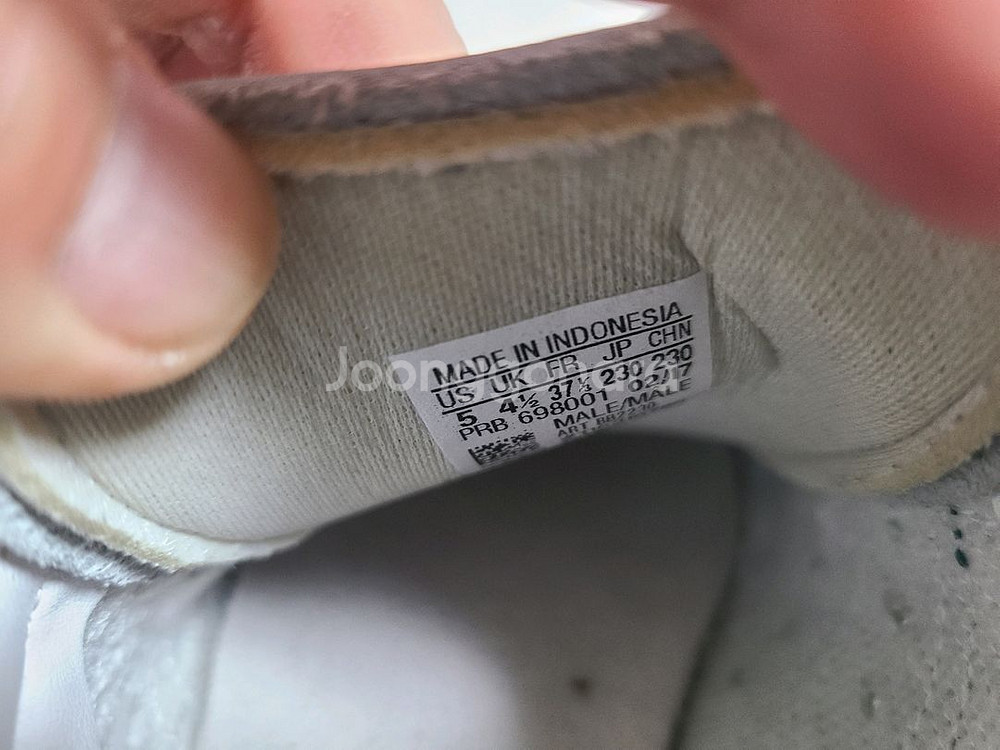 MADE IN INDONESIA
US UK FR JP CHN
5 4½ 37⅓ 230 230
PRB 698001 02/17
MALE/MALE
ART.